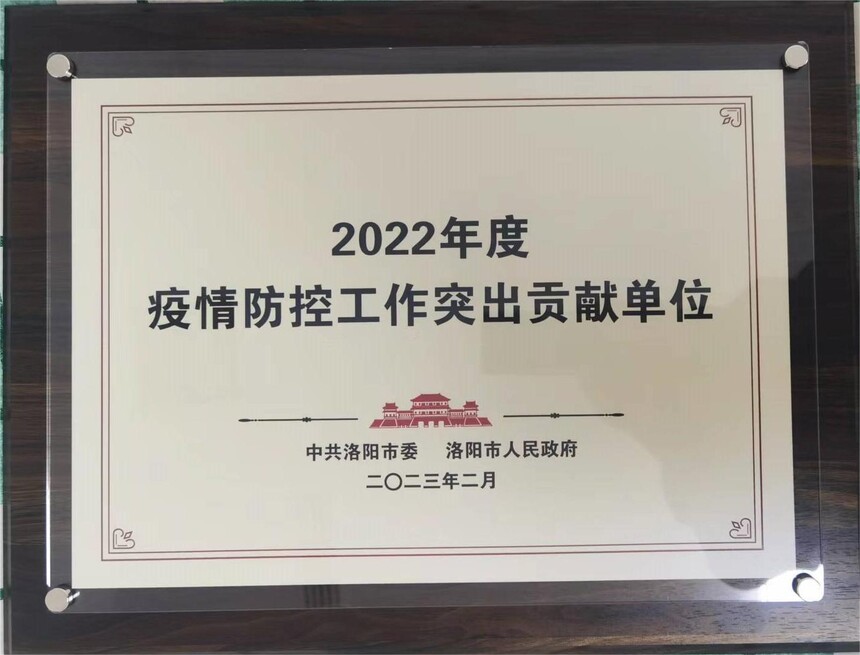 2022年度
疫情防控工作突出贡献单位
中共洛阳市委 洛阳市人民政府
二〇二三年二月